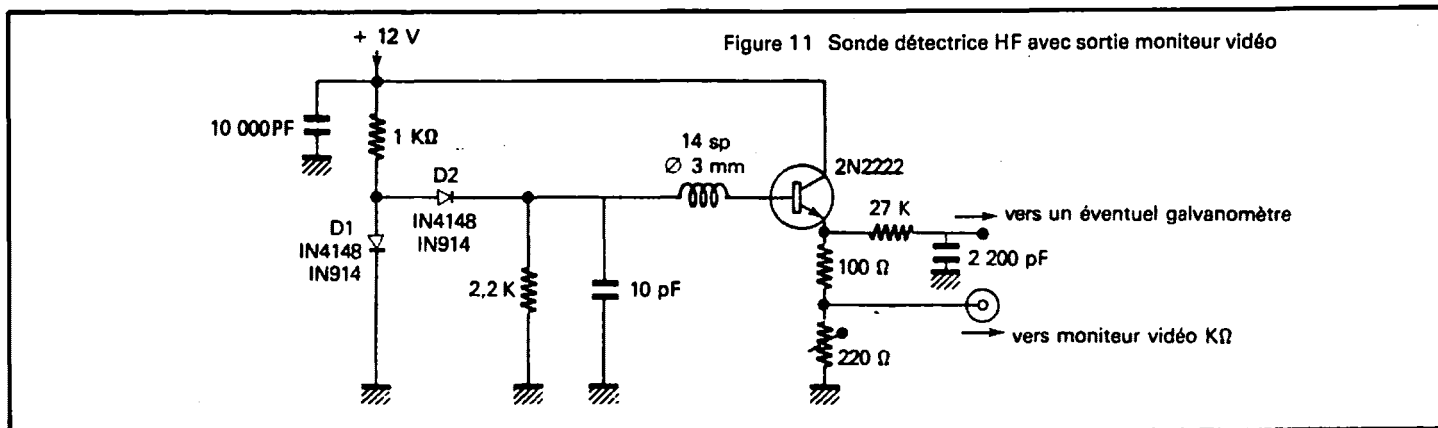 Figure 11 Sonde détectrice HF avec sortie moniteur vidéo
+ 12 V
10 000PF
1 KΩ
D2
IN4148
IN914
D1
IN4148
IN914
2,2 K
10 pF
14 sp
Ø 3 mm
2N2222
27 K
vers un éventuel galvanomètre
2 200 pF
100 Ω
vers moniteur vidéo KΩ
220 Ω